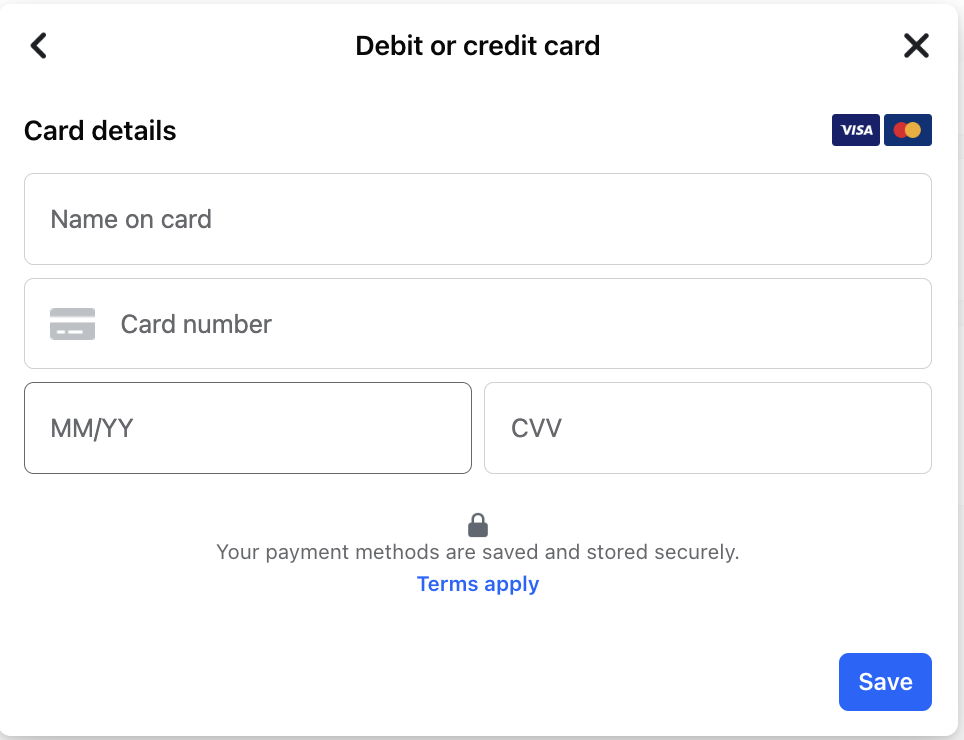 Debit or credit card
Card details
VISA
Name on card
Card number
MM/YY
CVV
Your payment methods are saved and stored securely.
Terms apply
Save